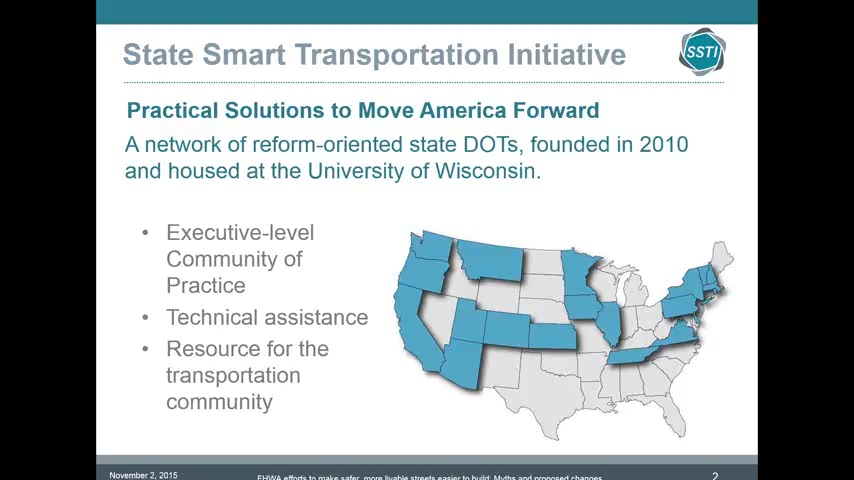 State Smart Transportation Initiative
SSTI
Practical Solutions to Move America Forward
A network of reform-oriented state DOTs, founded in 2010
and housed at the University of Wisconsin.
• Executive-level
Community of
Practice
• Technical assistance
• Resource for the
transportation
community
November 2, 2015
FHWA efforts to make safer, more livable streets easier to build: Myths and proposed changes
2